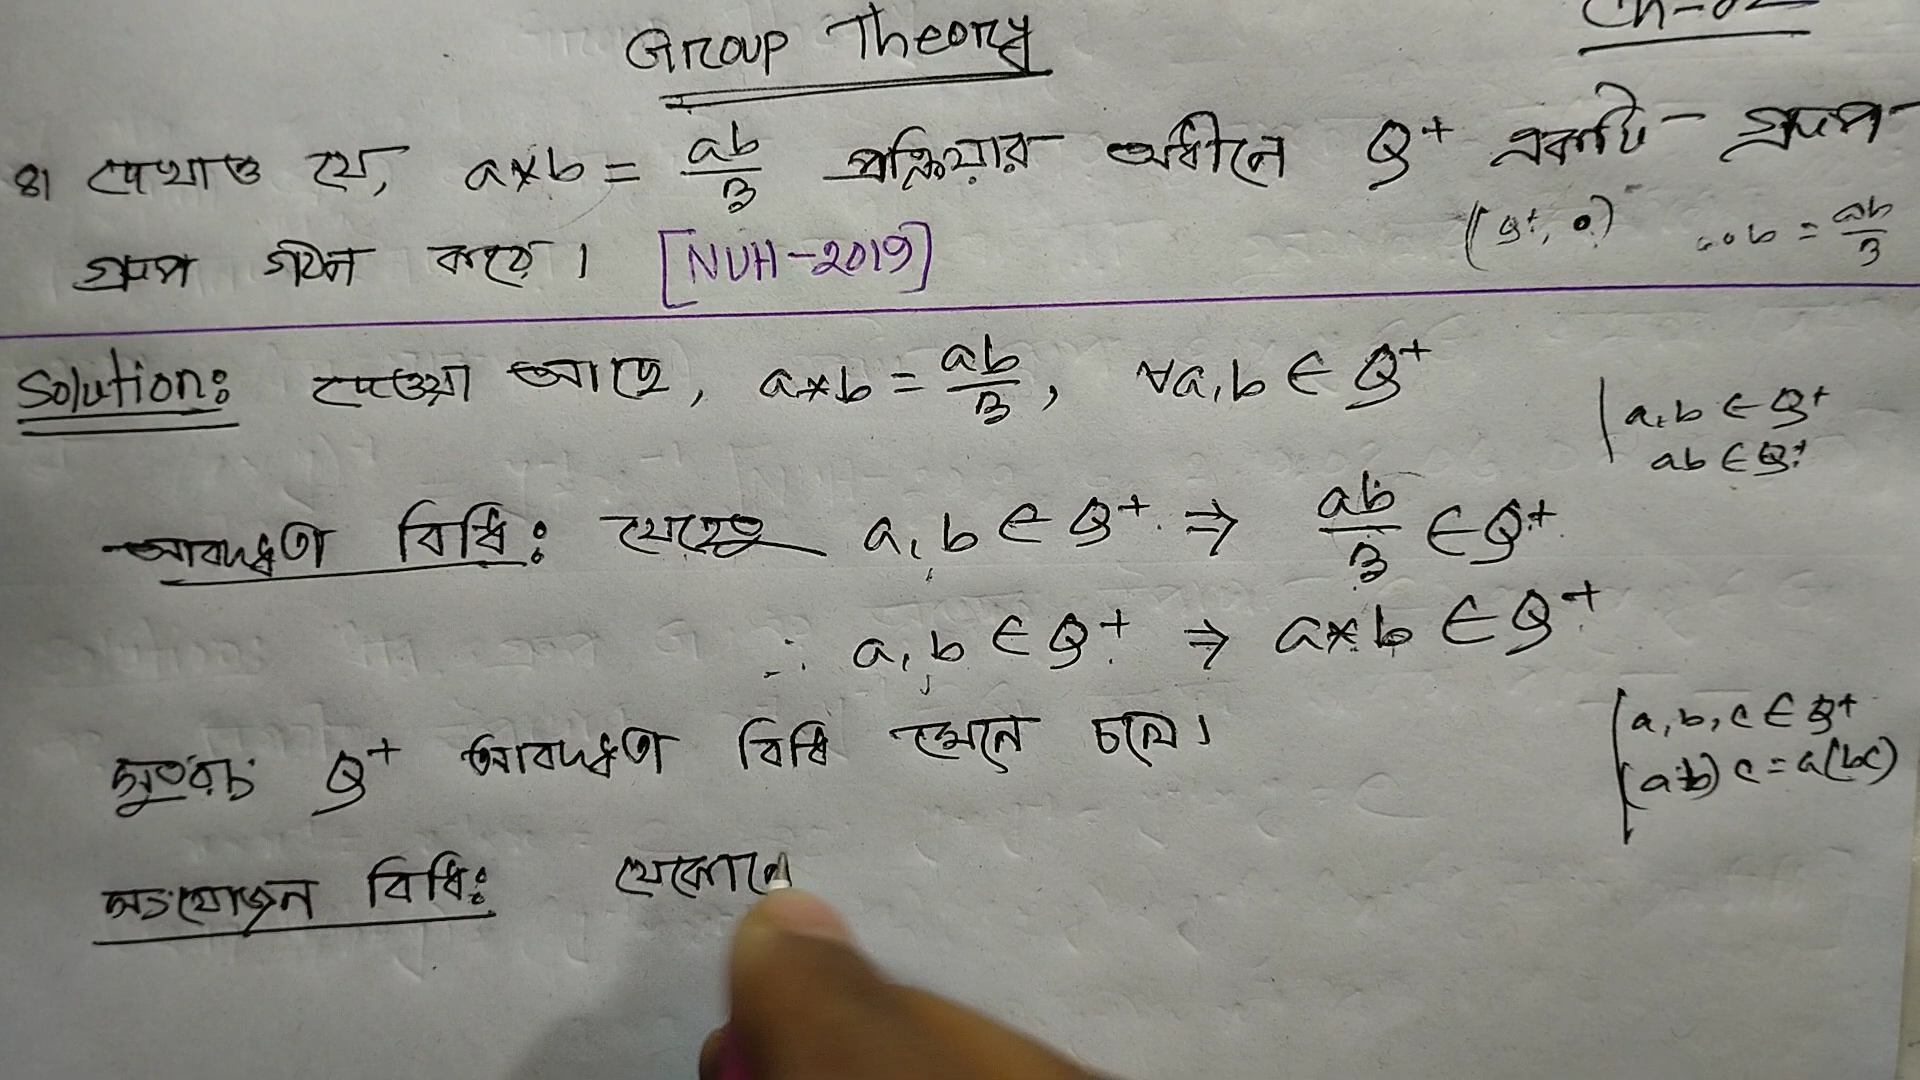 Group Theory
Ch-02
৪। দেখাও যে, a*b = ab/3 প্রক্রিয়ার অধীনে Q⁺ একটি গ্রুপ
(Q⁺, •) aob = ab/3
গ্রুপ গঠন করে। [NUH-2019]
Solution: দেওয়া আছে, a*b = ab/3, ∀a,b ∈ Q⁺
a,b ∈ Q⁺
ab ∈ Q⁺
আবদ্ধতা বিধি: যেহেতু a,b ∈ Q⁺ ⇒ ab/3 ∈ Q⁺
∴ a,b ∈ Q⁺ ⇒ a*b ∈ Q⁺
সুতরাং Q⁺ আবদ্ধতা বিধি মেনে চলে।
a,b,c ∈ Q⁺
(ab)c = a(bc)
সংযোজন বিধি: যেকোনো